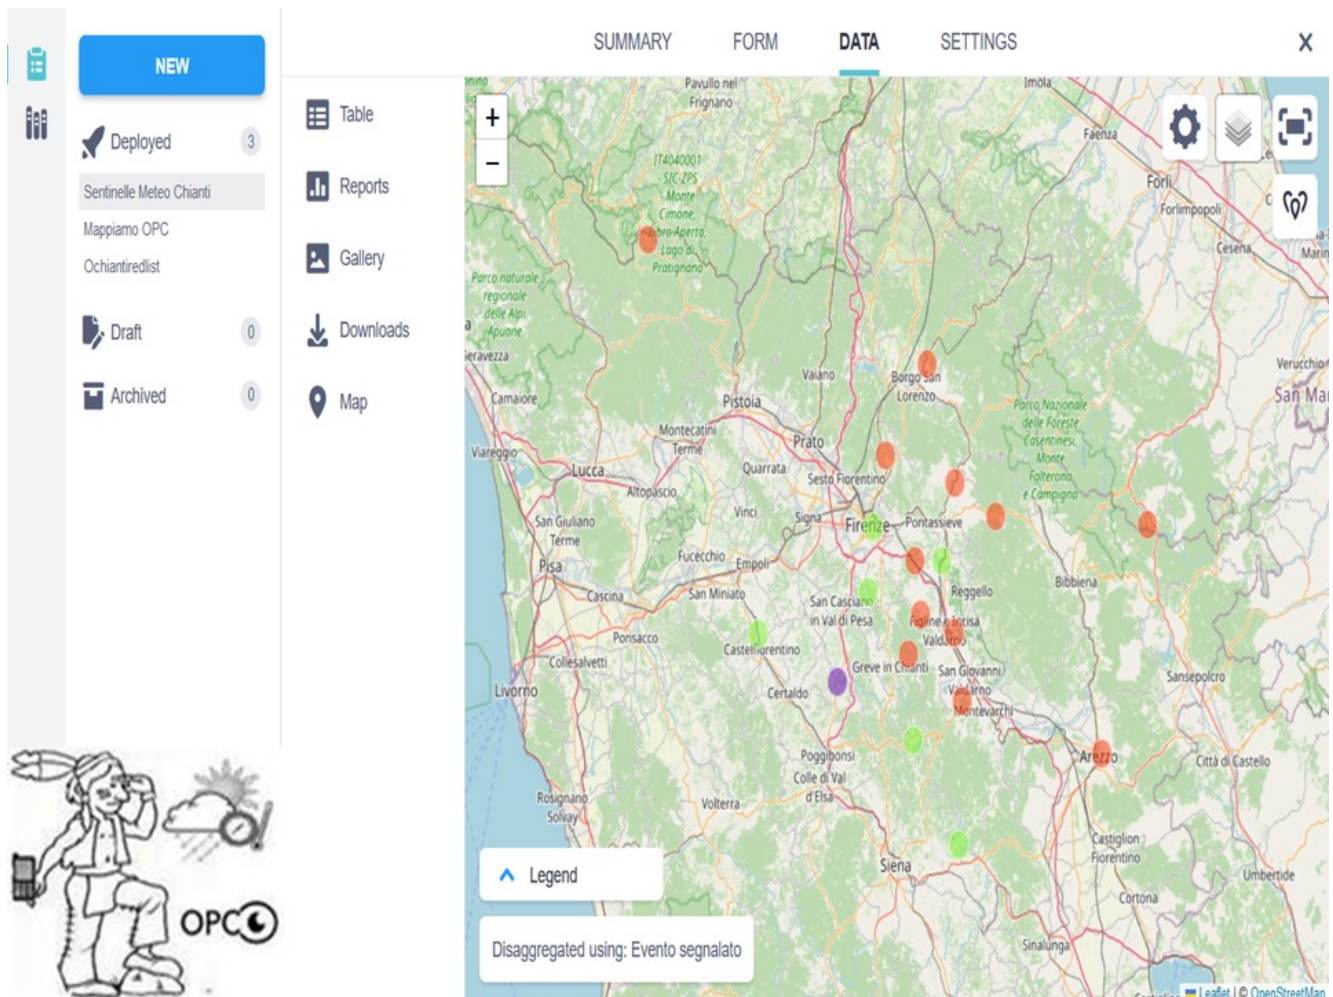 SUMMARY
FORM
DATA
SETTINGS
X
NEW
Deployed
3
Sentinelle Meteo Chianti
Mappiamo OPC
Ochiantiredlist
Draft
0
Archived
0
Table
Reports
Gallery
Downloads
Map
+
−
Pavullo nel
Frignano
Imola
Faenza
Forlì
Forlimpopoli
Cesena
IT4040001
SIC-ZPS
Monte
Cimone,
Libro Aperto,
Lago di
Pratignano
Parco naturale
regionale
delle Alpi
Apuane
Seravezza
Camaiore
Viareggio
Vaiano
Borgo San
Lorenzo
Verucchio
San Mar
Pistoia
Parco Nazionale
delle Foreste
Casentinesi,
Monte
Falterona
e Campigna
Montecatini
Terme
Prato
Lucca
Quarrata
Sesto Fiorentino
Altopascio
Vinci
Signa
Firenze
Pontassieve
San Giuliano
Terme
Pisa
Fucecchio
Empoli
Bibbiena
Cascina
San Miniato
San Casciano
in Val di Pesa
Reggello
Figline e Incisa
Valdarno
Ponsacco
Castelfiorentino
Collesalvetti
Greve in Chianti
San Giovanni
Valdarno
Sansepolcro
Livorno
Certaldo
Montevarchi
Poggibonsi
Arezzo
Città di Castello
Colle di Val
d'Elsa
Rosignano
Solvay
Volterra
Castiglion
Fiorentino
Siena
Umbertide
Cortona
Sinalunga
Legend
Disaggregated using: Evento segnalato
Leaflet | © OpenStreetMap
OPC